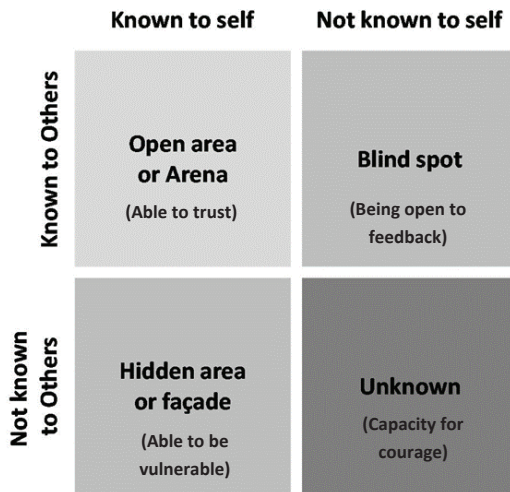 Known to self
Not known to self
Known to Others
Open area
or Arena
(Able to trust)
Blind spot
(Being open to
feedback)
Not known
to Others
Hidden area
or façade
(Able to be
vulnerable)
Unknown
(Capacity for
courage)